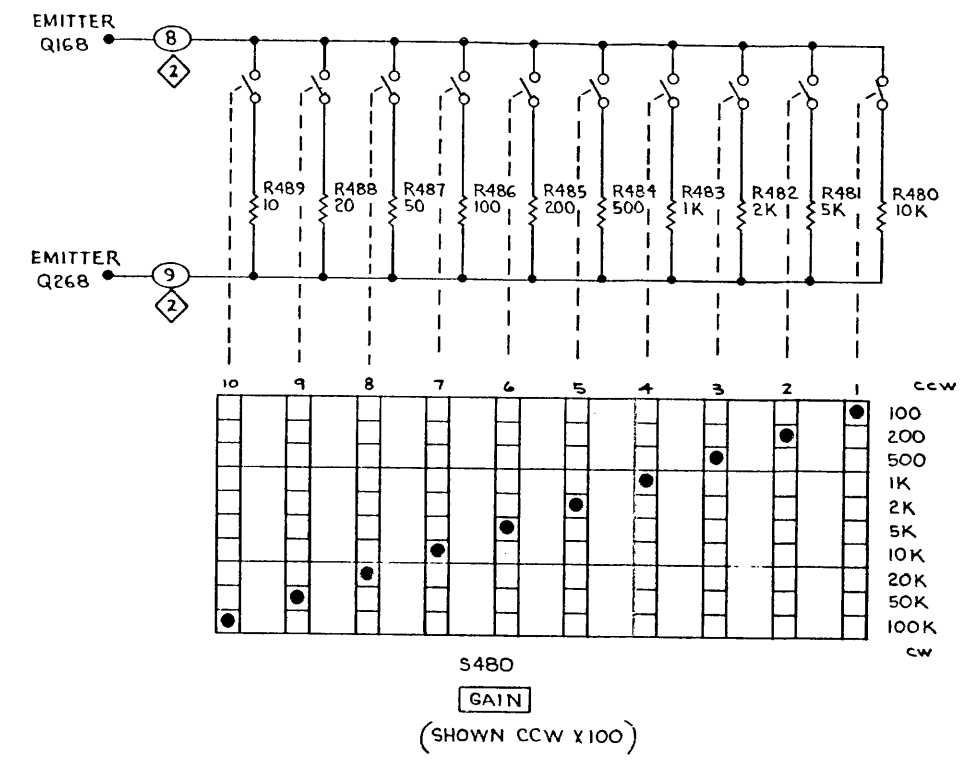 EMITTER
Q168
8
2
R489
10
R488
20
R487
50
R486
100
R485
200
R484
500
R483
1K
R482
2K
R481
5K
R480
10K
EMITTER
Q268
9
2
10 9 8 7 6 5 4 3 2 1 CCW
100
200
500
1K
2K
5K
10K
20K
50K
100K
CW
S480
GAIN
(SHOWN CCW X100)